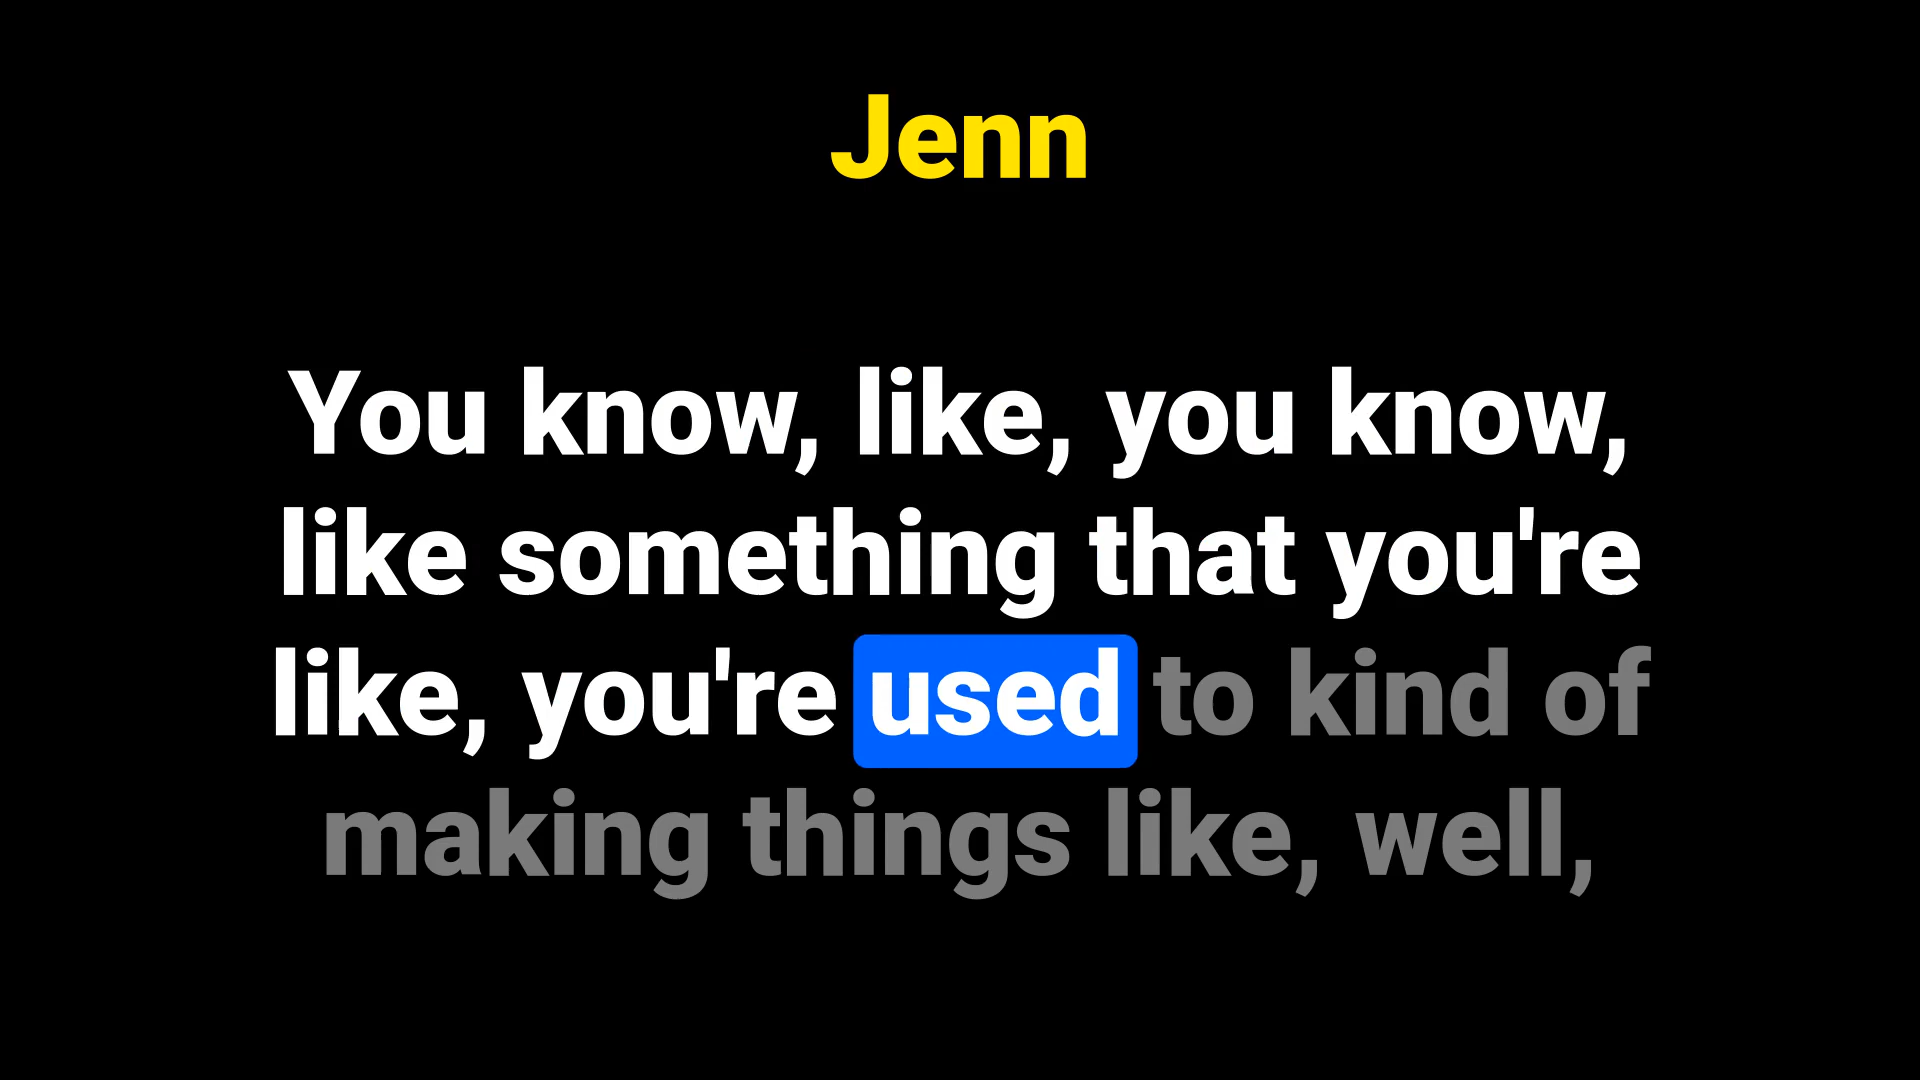 Jenn
You know, like, you know,
like something that you're
like, you're used to kind of
making things like, well,